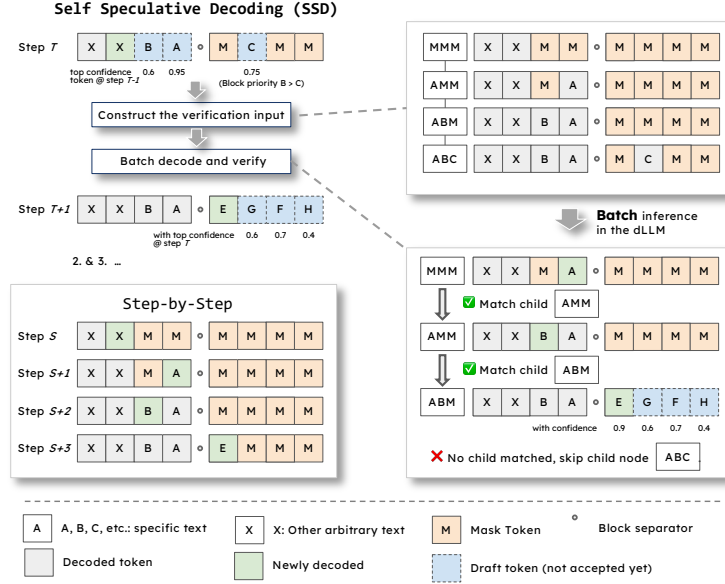 Self Speculative Decoding (SSD)
Step T X X B A M C M M
top confidence token @ step T-1 0.6 0.95 0.75
(Block priority B > C)
Construct the verification input
Batch decode and verify
Step T+1 X X B A E G F H
with top confidence @ step T 0.6 0.7 0.4
2. & 3. …
Step-by-Step
Step S X X M M M M M M
Step S+1 X X M A M M M M
Step S+2 X X B A M M M M
Step S+3 X X B A E M M M
MMM X X M M M M M M
AMM X X M A M M M M
ABM X X B A M M M M
ABC X X B A M C M M
Batch inference
in the dLLM
MMM X X M A M M M M
Match child AMM
AMM X X B A M M M M
Match child ABM
ABM X X B A E G F H
with confidence 0.9 0.6 0.7 0.4
No child matched, skip child node ABC.
A A, B, C, etc.: specific text
X X: Other arbitrary text
M Mask Token
Block separator
Decoded token
Newly decoded
Draft token (not accepted yet)